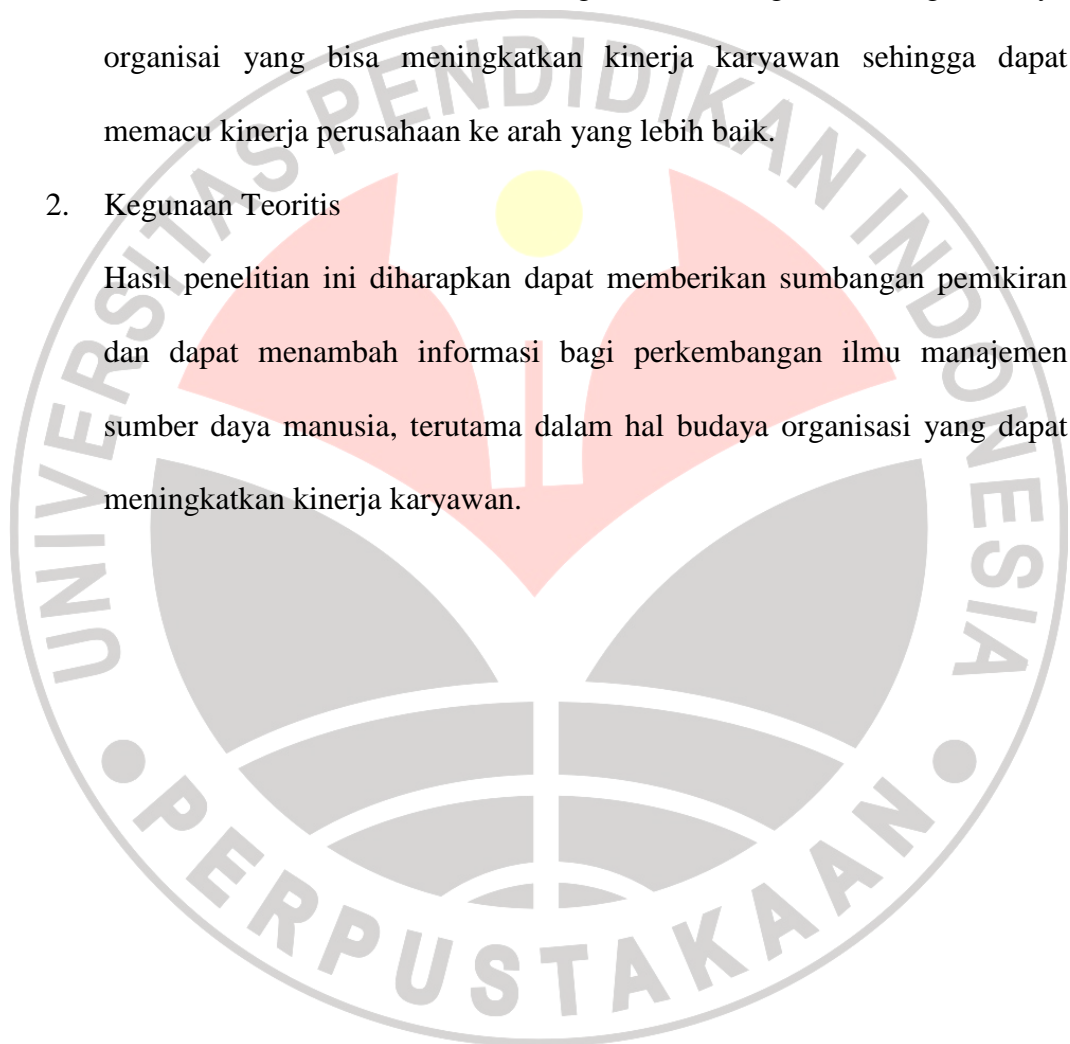 organisai yang bisa meningkatkan kinerja karyawan sehingga dapat
memacu kinerja perusahaan ke arah yang lebih baik.
2. Kegunaan Teoritis
Hasil penelitian ini diharapkan dapat memberikan sumbangan pemikiran
dan dapat menambah informasi bagi perkembangan ilmu manajemen
sumber daya manusia, terutama dalam hal budaya organisasi yang dapat
meningkatkan kinerja karyawan.
UNIVERSITAS PENDIDIKAN INDONESIA
PERPUSTAKAAN